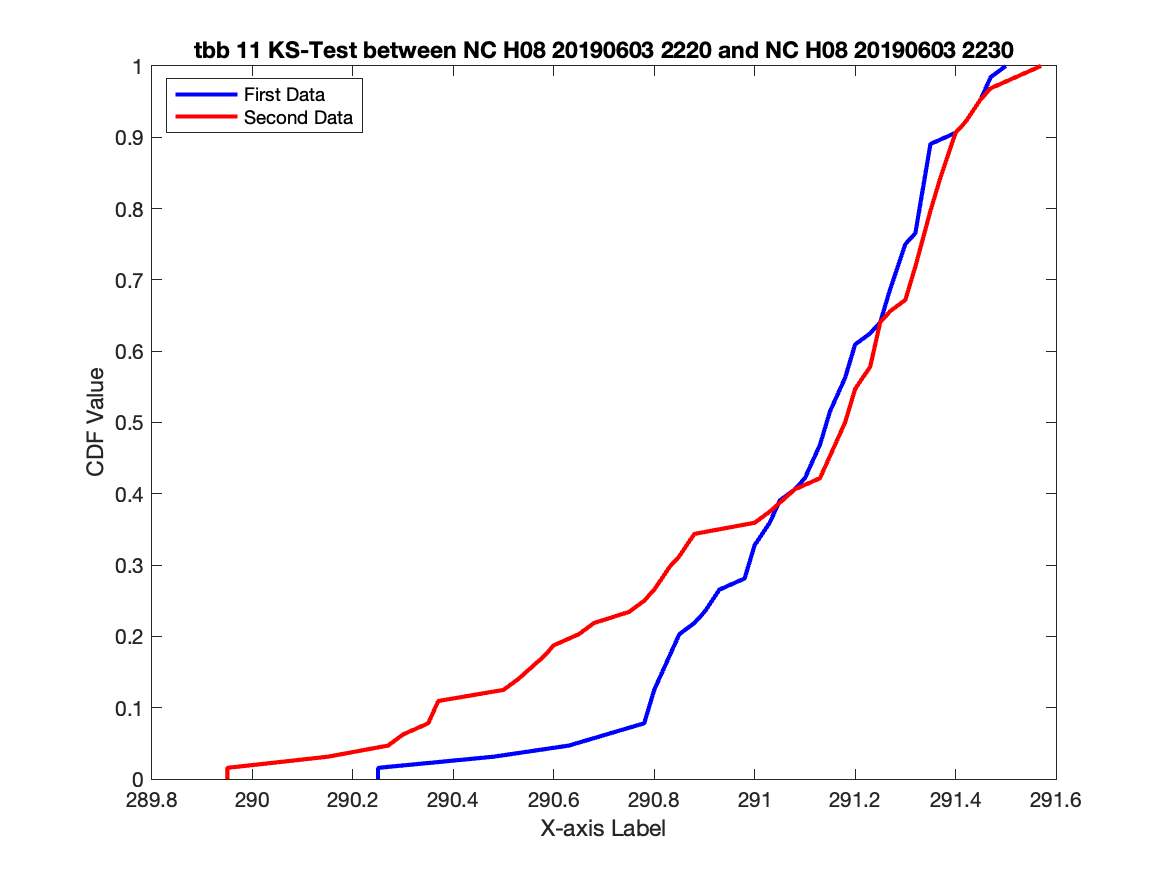 tbb 11 KS-Test between NC H08 20190603 2220 and NC H08 20190603 2230
First Data
Second Data
1
0.9
0.8
0.7
0.6
0.5
0.4
0.3
0.2
0.1
0
CDF Value
289.8 290 290.2 290.4 290.6 290.8 291 291.2 291.4 291.6
X-axis Label